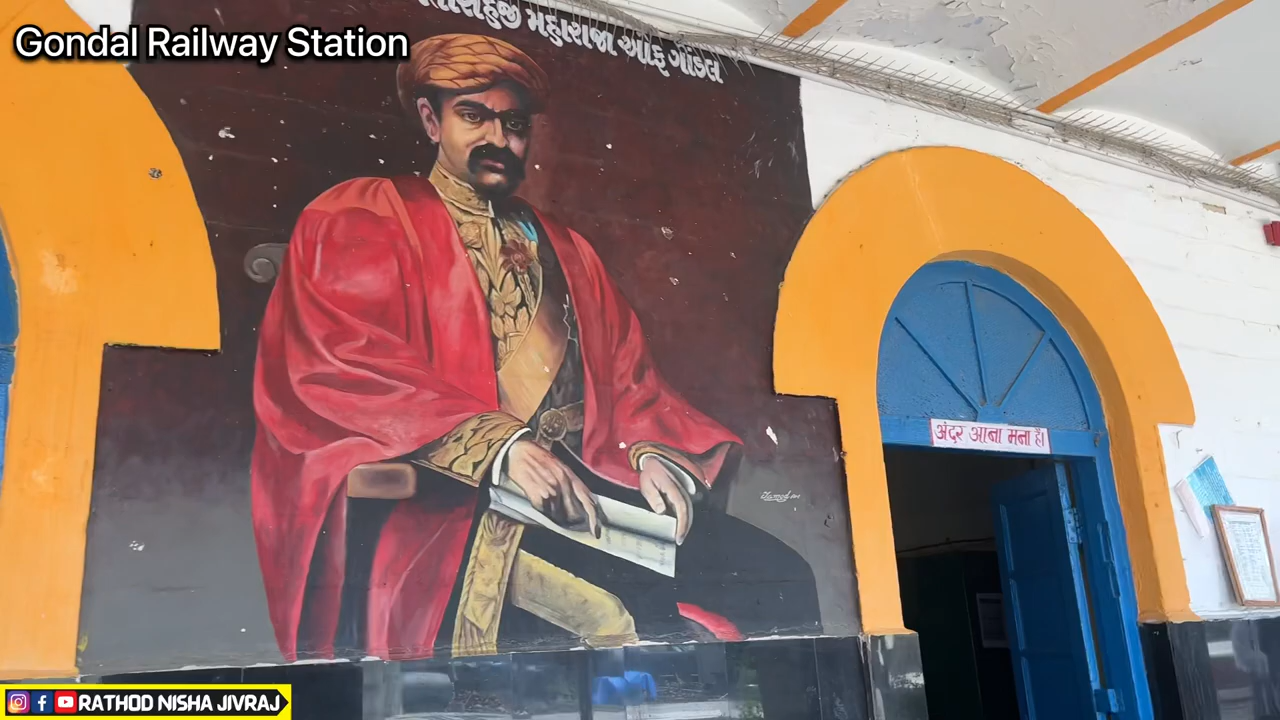 Gondal Railway Station
મહારાજા ઓફ ગોંડલ
अंदर आना मना है।
RATHOD NISHA JIVRAJ